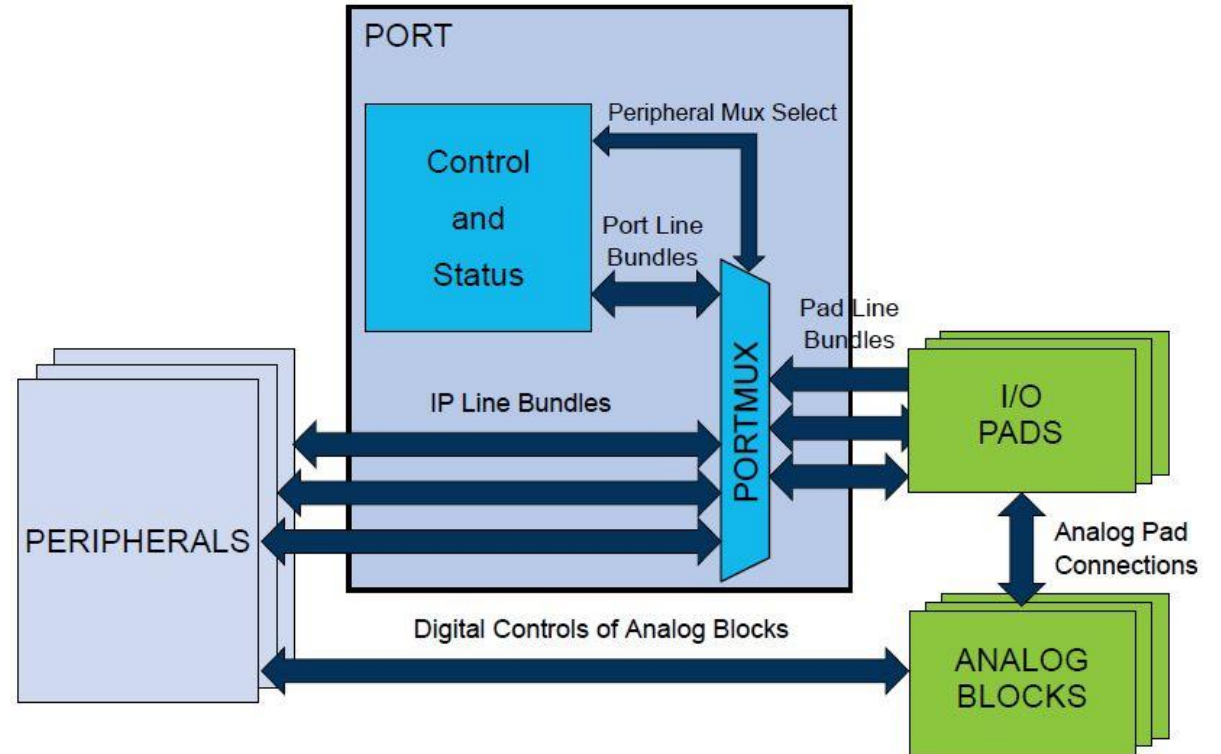 PORT
Peripheral Mux Select
Control
and
Status
Port Line
Bundles
Pad Line
Bundles
PORTMUX
I/O
PADS
IP Line Bundles
PERIPHERALS
Analog Pad
Connections
Digital Controls of Analog Blocks
ANALOG
BLOCKS